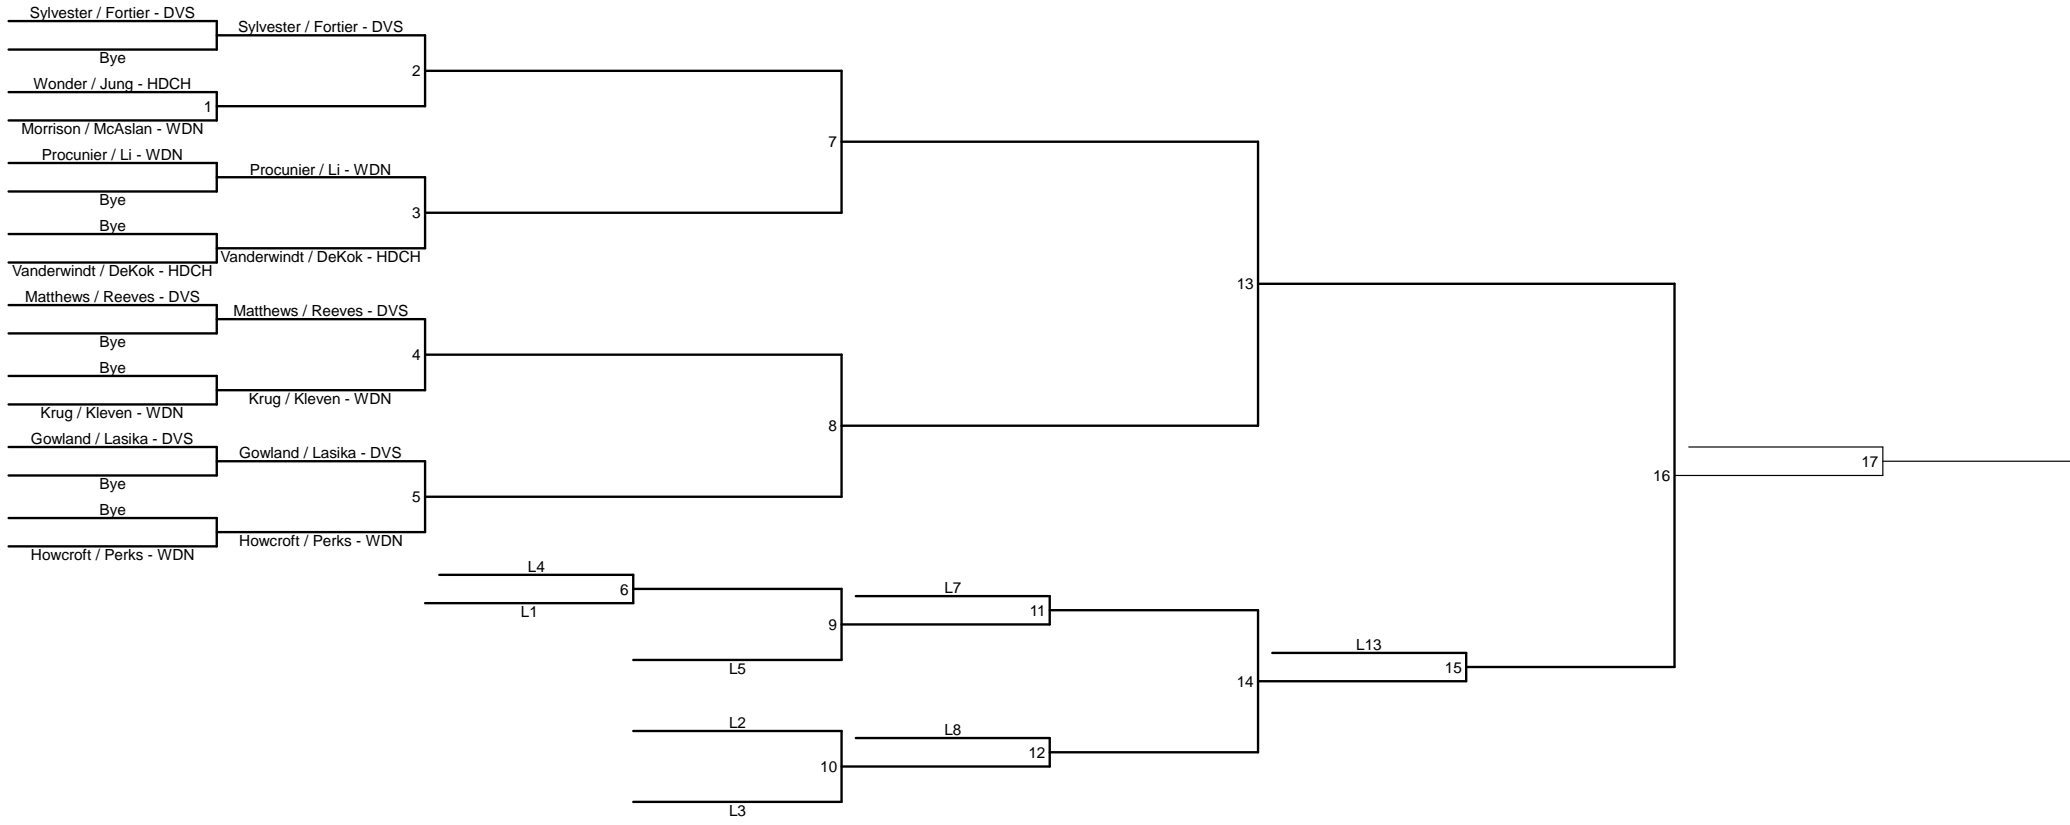 Sylvester / Fortier - DVS
Sylvester / Fortier - DVS
Bye
2
Wonder / Jung - HDCH
1
Morrison / McAslan - WDN
7
Procunier / Li - WDN
Procunier / Li - WDN
Bye
3
Bye
Vanderwindt / DeKok - HDCH
Vanderwindt / DeKok - HDCH
13
Matthews / Reeves - DVS
Matthews / Reeves - DVS
Bye
4
Bye
Krug / Kleven - WDN
Krug / Kleven - WDN
8
Gowland / Lasika - DVS
Gowland / Lasika - DVS
17
16
Bye
5
Bye
Howcroft / Perks - WDN
Howcroft / Perks - WDN
L4
6
L1
L7
11
9
L13
15
L5
14
L2
L8
12
10
L3